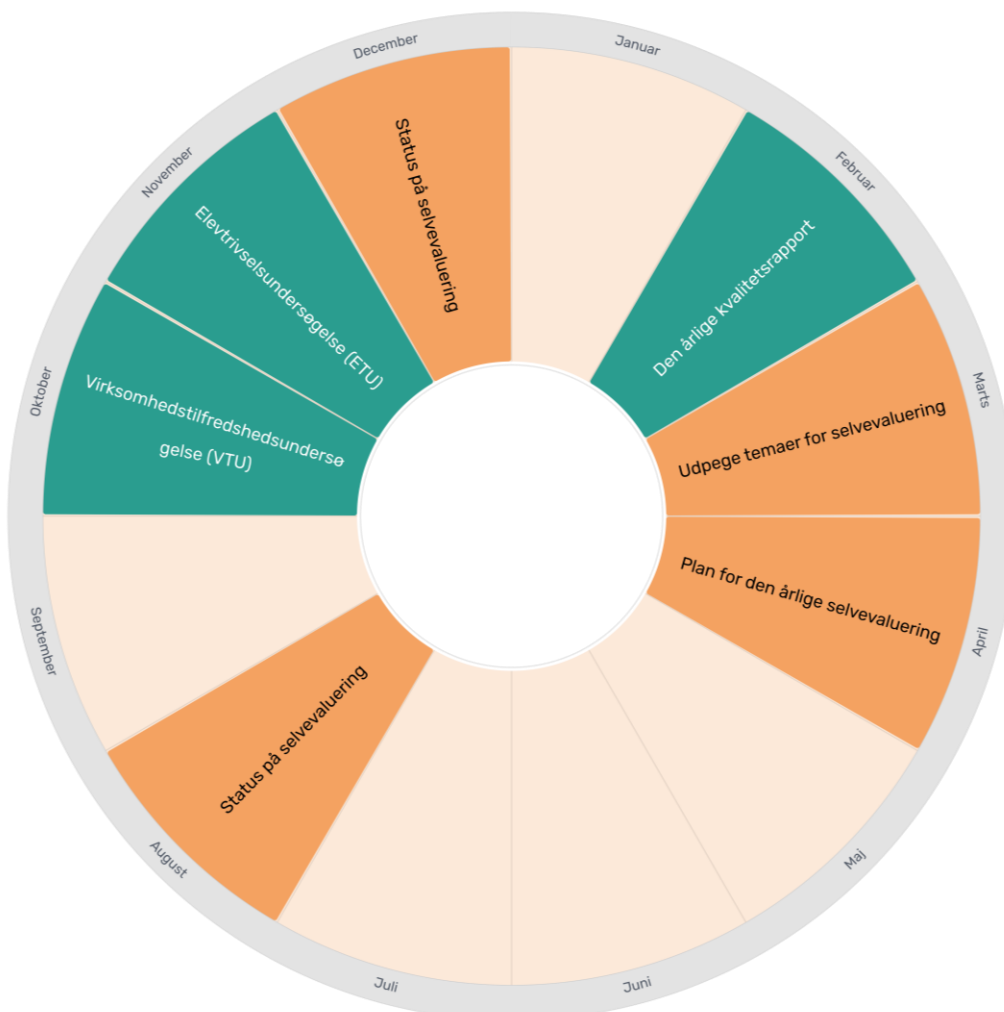 Januar
Februar
Den årlige kvalitetsrapport
Marts
Udpege temaer for selvevaluering
April
Plan for den årlige selvevaluering
Maj
Juni
Juli
August
Status på selvevaluering
September
Oktober
Virksomhedstilfredshedsundersø
gelse (VTU)
November
Elevtrivselsundersøgelse (ETU)
December
Status på selvevaluering